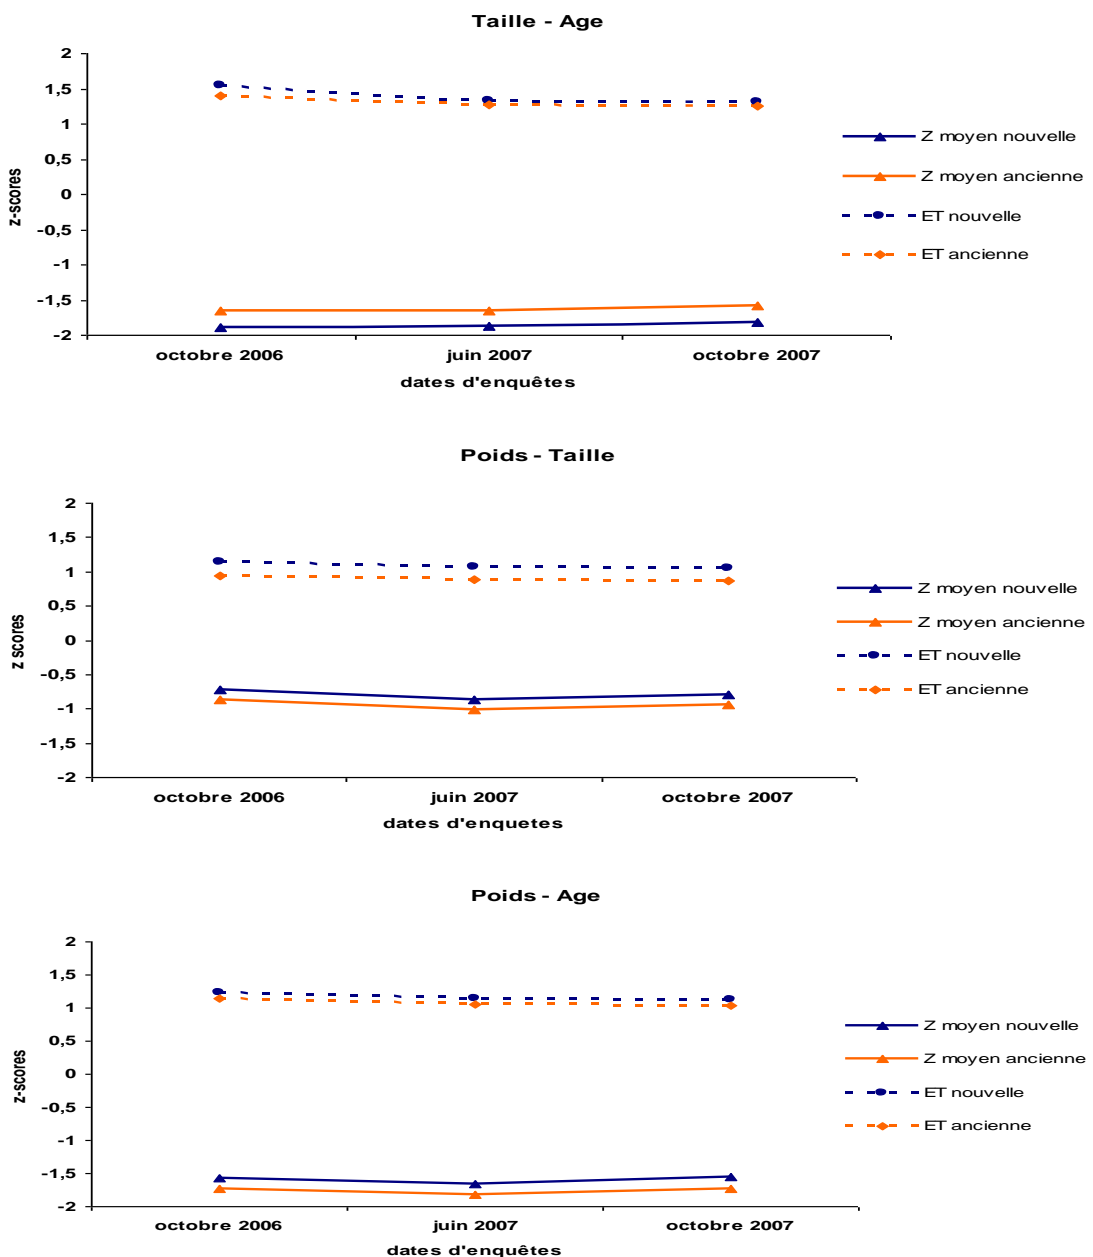 Taille - Age
2
1,5
1
0,5
0
-0,5
-1
-1,5
-2
z-scores
octobre 2006 juin 2007 octobre 2007
dates d'enquêtes
Z moyen nouvelle
Z moyen ancienne
ET nouvelle
ET ancienne
Poids - Taille
2
1,5
1
0,5
0
-0,5
-1
-1,5
-2
z scores
octobre 2006 juin 2007 octobre 2007
dates d'enquetes
Z moyen nouvelle
Z moyen ancienne
ET nouvelle
ET ancienne
Poids - Age
2
1,5
1
0,5
0
-0,5
-1
-1,5
-2
z-scores
octobre 2006 juin 2007 octobre 2007
dates d'enquêtes
Z moyen nouvelle
Z moyen ancienne
ET nouvelle
ET ancienne